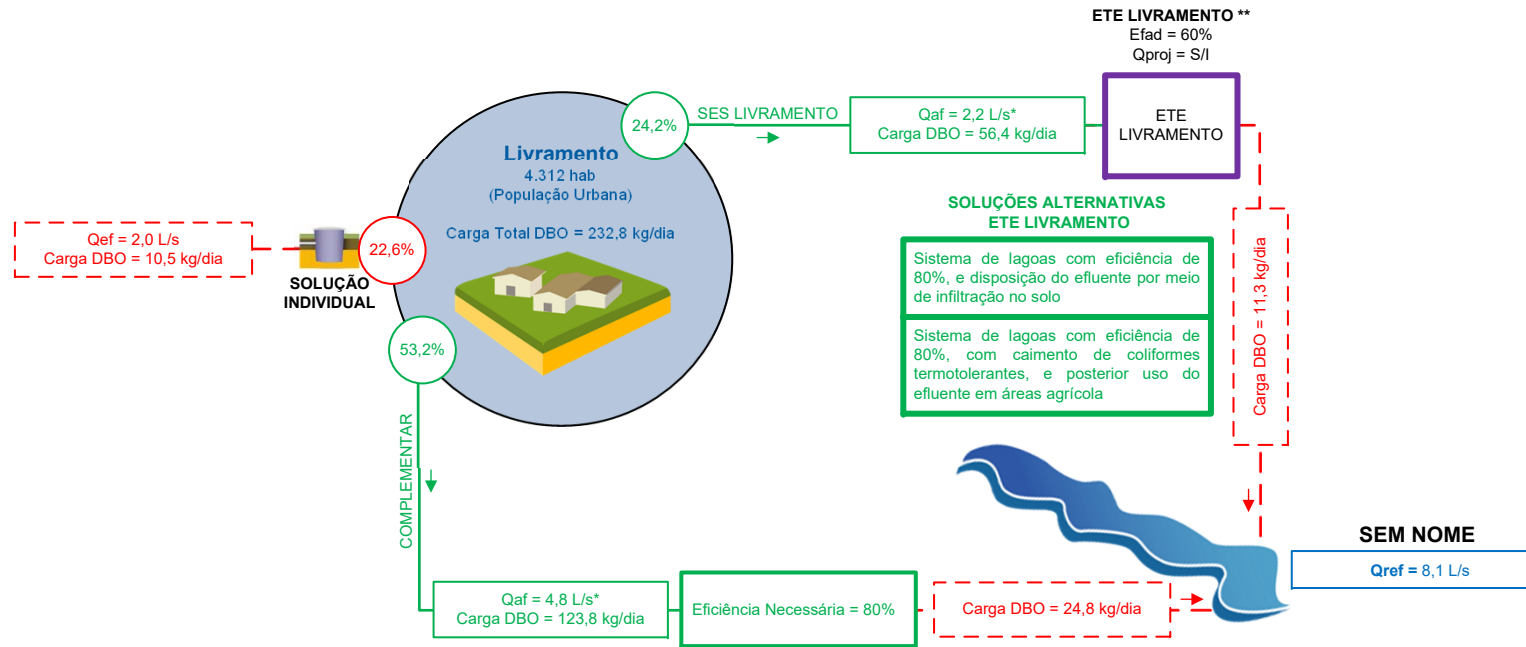 ETE LIVRAMENTO **
Efad = 60%
Qproj = S/I
ETE
LIVRAMENTO
24,2%
SES LIVRAMENTO
Qaf = 2,2 L/s*
Carga DBO = 56,4 kg/dia
Livramento
4.312 hab
(População Urbana)
Carga Total DBO = 232,8 kg/dia
Qef = 2,0 L/s
Carga DBO = 10,5 kg/dia
22,6%
SOLUÇÃO
INDIVIDUAL
SOLUÇÕES ALTERNATIVAS
ETE LIVRAMENTO
Sistema de lagoas com eficiência de
80%, e disposição do efluente por meio
de infiltração no solo
Sistema de lagoas com eficiência de
80%, com caimento de coliformes
termotolerantes, e posterior uso do
efluente em áreas agrícola
Carga DBO = 11,3 kg/dia
53,2%
COMPLEMENTAR
Qaf = 4,8 L/s*
Carga DBO = 123,8 kg/dia
Eficiência Necessária = 80%
Carga DBO = 24,8 kg/dia
SEM NOME
Qref = 8,1 L/s